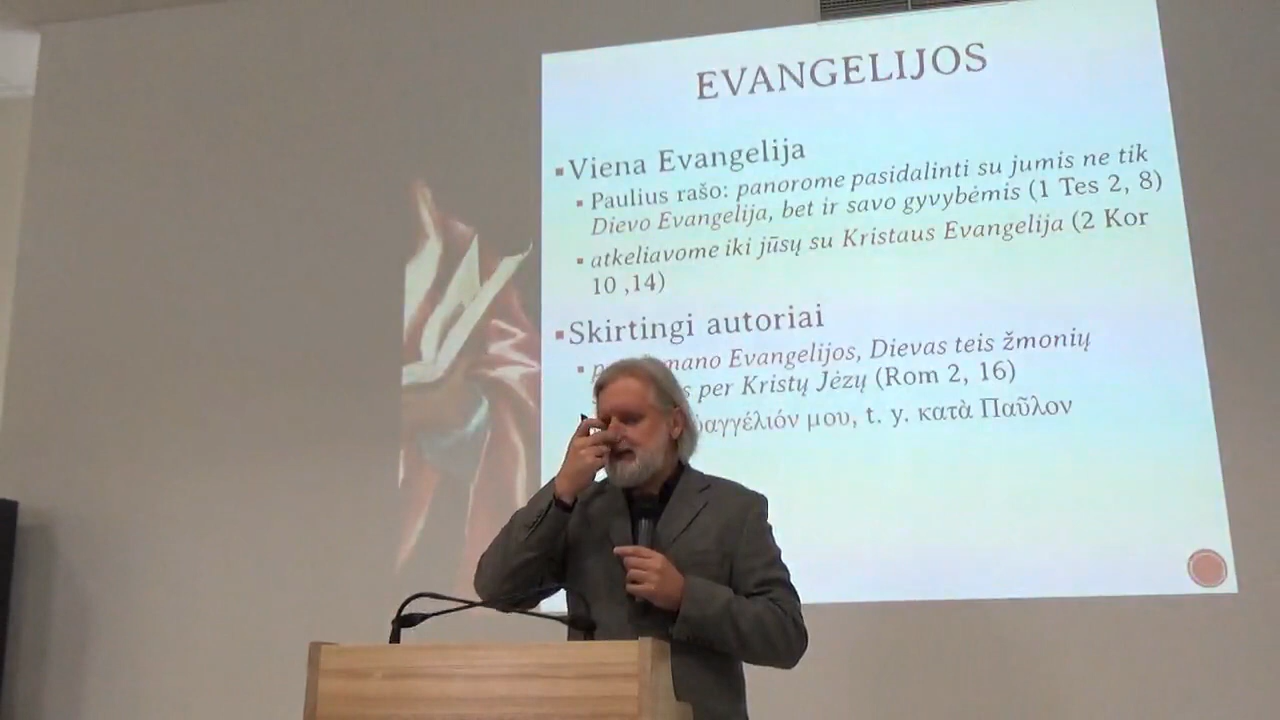 EVANGELIJOS
Viena Evangelija
Paulius rašo: panorome pasidalinti su jumis ne tik
Dievo Evangelija, bet ir savo gyvybėmis (1 Tes 2, 8)
atkeliavome iki jūsų su Kristaus Evangelija (2 Kor
10 ,14)
Skirtingi autoriai
mano Evangelijos, Dievas teis žmonių
per Kristų Jėzų (Rom 2, 16)
μου, t. y. κατὰ Παῦλον